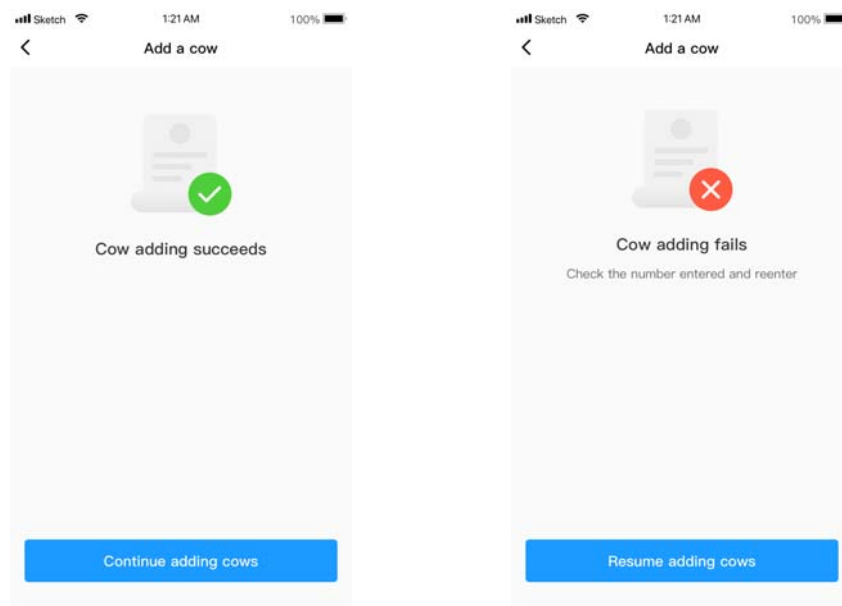 Sketch 1:21 AM 100%
Add a cow
Cow adding succeeds
Continue adding cows
Sketch 1:21 AM 100%
Add a cow
Cow adding fails
Check the number entered and reenter
Resume adding cows